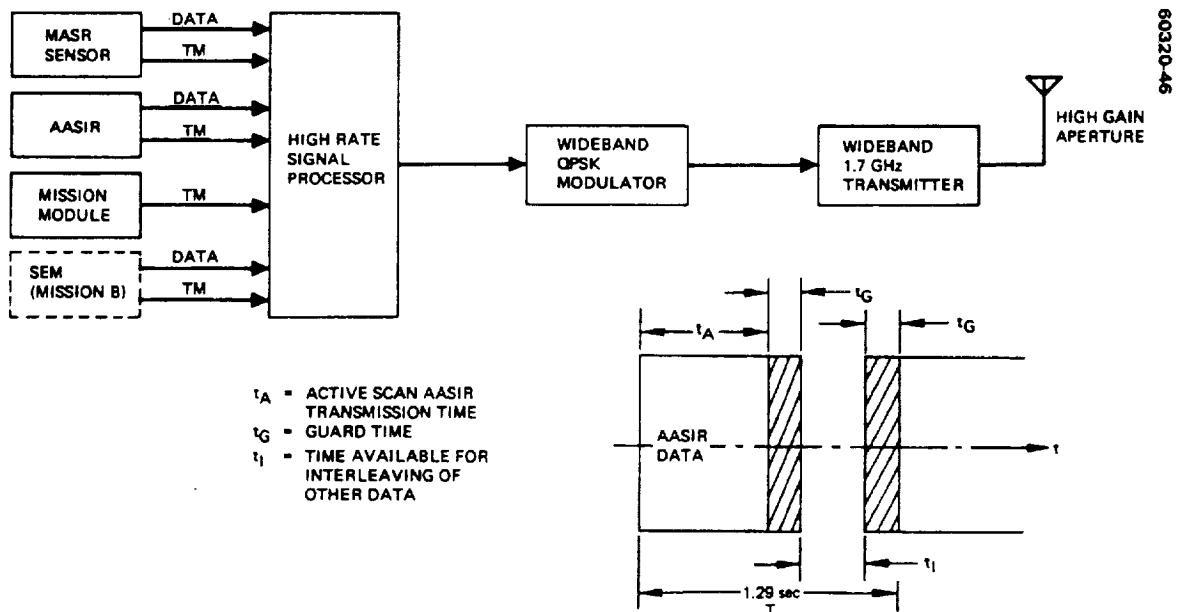 60320-46
MASR
SENSOR
DATA
TM
AASIR
DATA
TM
MISSION
MODULE
TM
SEM
(MISSION B)
DATA
TM
HIGH RATE
SIGNAL
PROCESSOR
WIDEBAND
QPSK
MODULATOR
WIDEBAND
1.7 GHz
TRANSMITTER
HIGH GAIN
APERTURE
tA = ACTIVE SCAN AASIR
TRANSMISSION TIME
tG = GUARD TIME
tI = TIME AVAILABLE FOR
INTERLEAVING OF
OTHER DATA
tG
tA
tG
AASIR
DATA
t
tI
1.29 sec
T